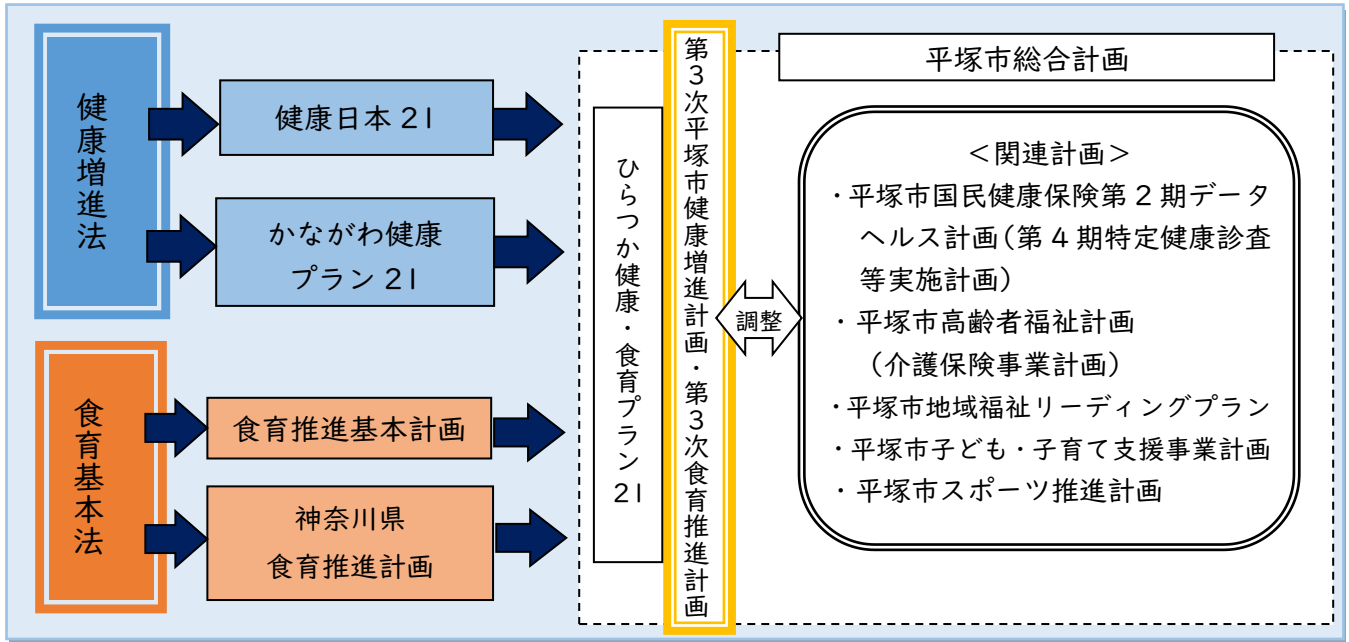 健康増進法
健康日本21
かながわ健康
プラン21
食育基本法
食育推進基本計画
神奈川県
食育推進計画
ひらつか健康・食育プラン21
第3次平塚市健康増進計画・第3次食育推進計画
調整
平塚市総合計画
＜関連計画＞
・平塚市国民健康保険第2期データ
ヘルス計画(第4期特定健康診査
等実施計画)
・平塚市高齢者福祉計画
(介護保険事業計画)
・平塚市地域福祉リーディングプラン
・平塚市子ども・子育て支援事業計画
・平塚市スポーツ推進計画